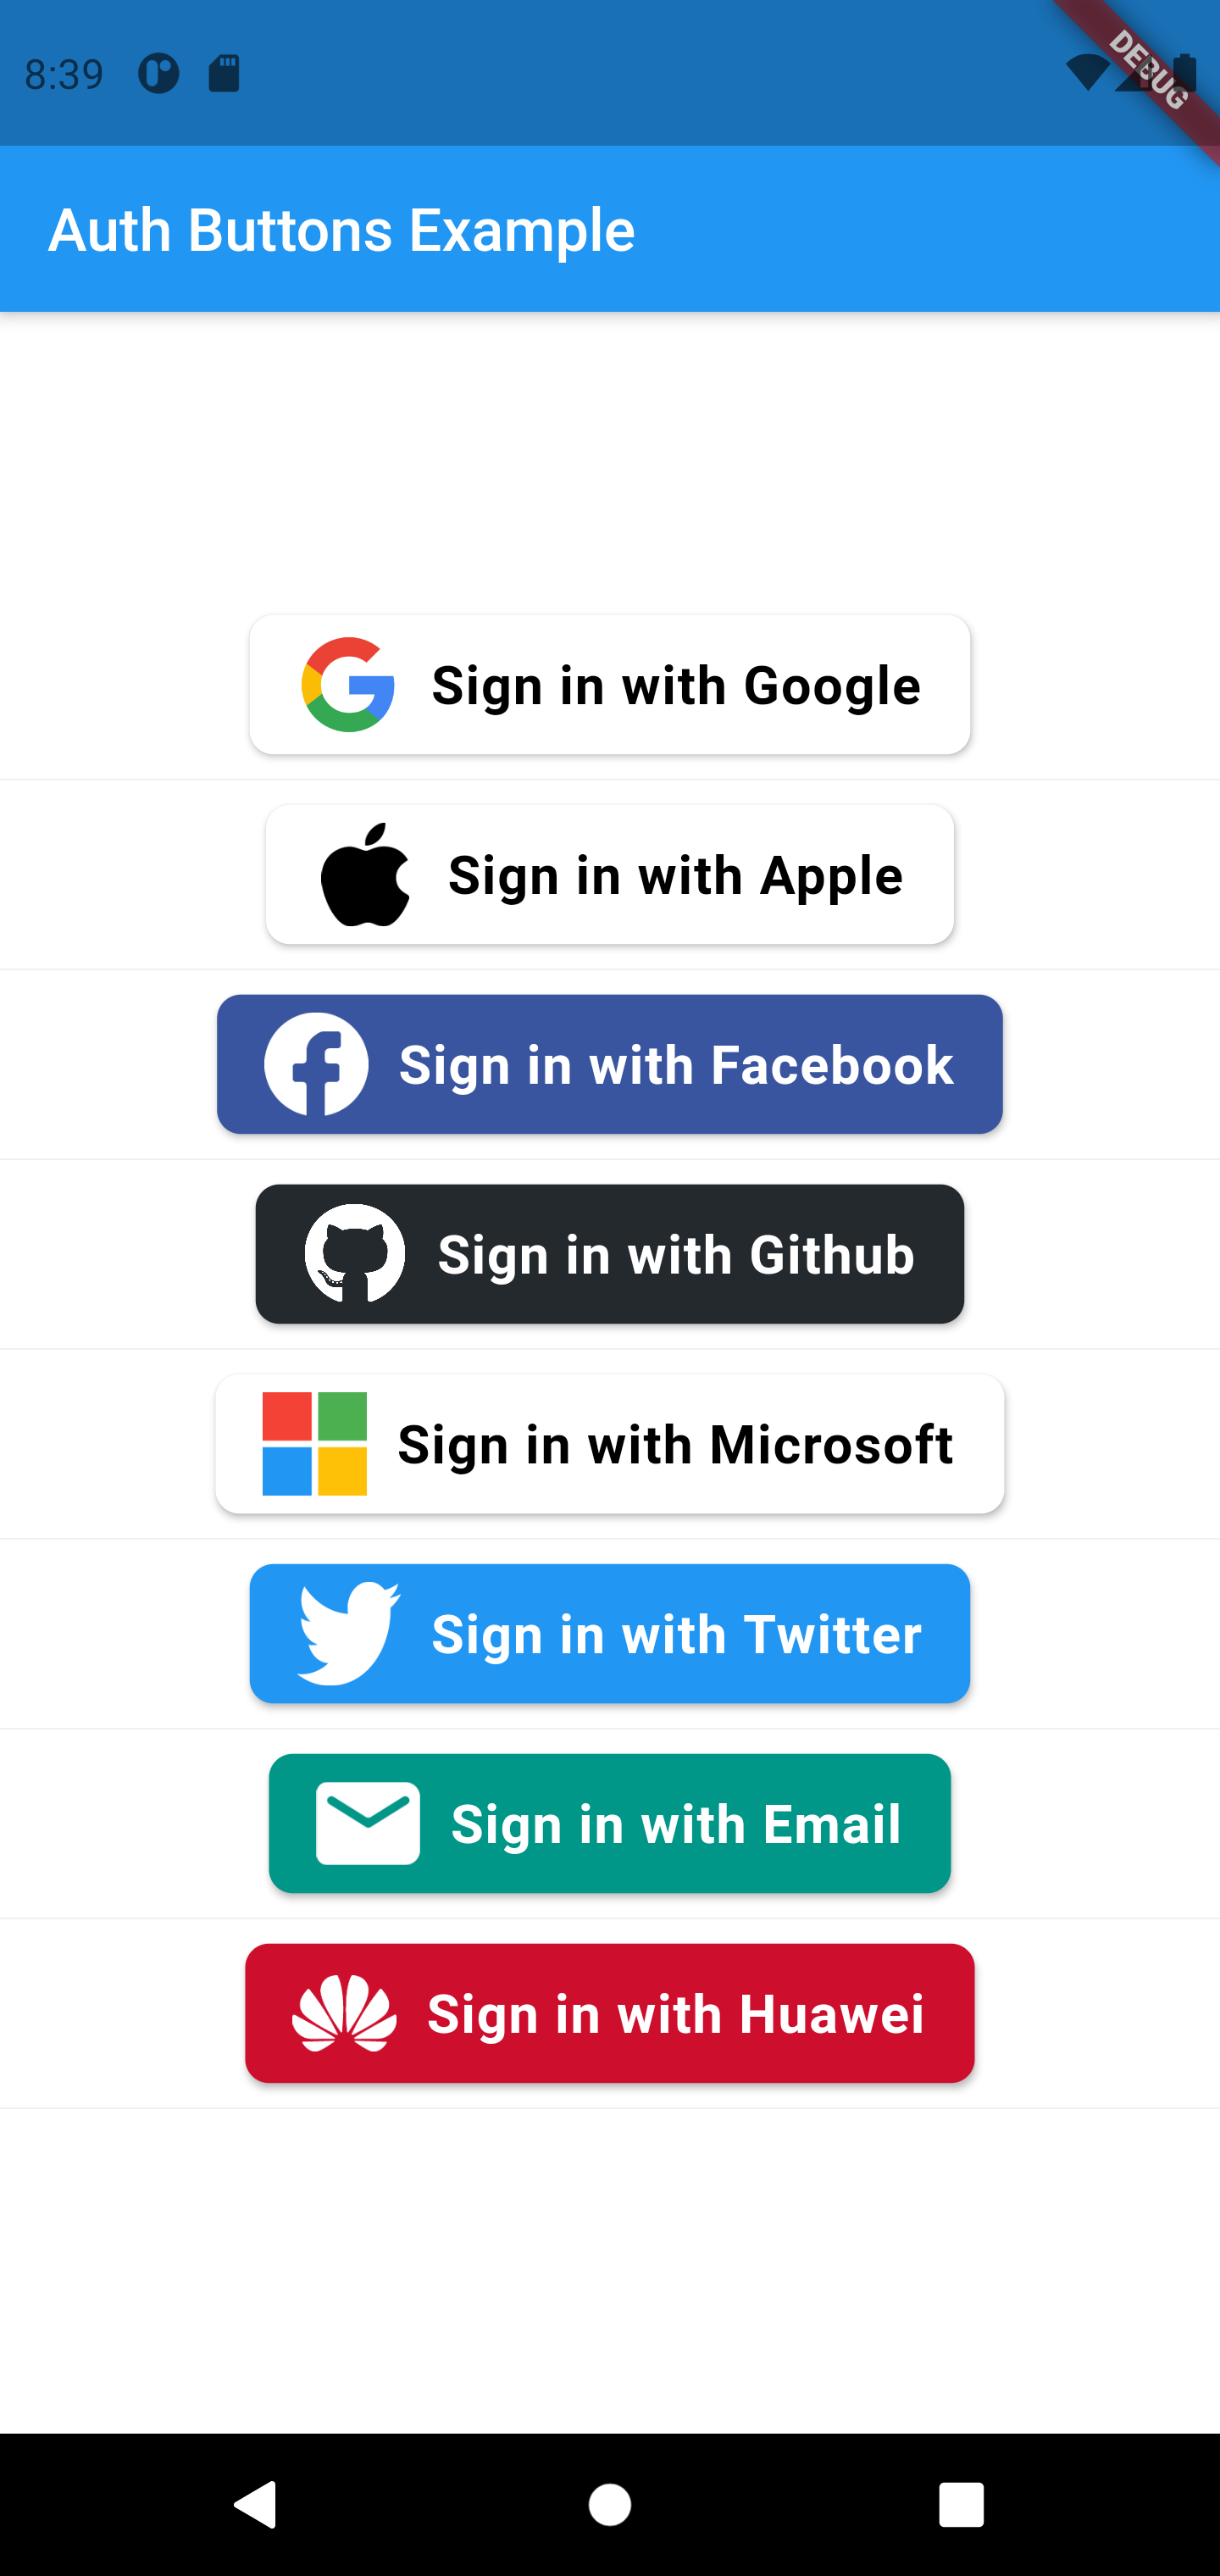 8:39
DEBUG
Auth Buttons Example
Sign in with Google
Sign in with Apple
Sign in with Facebook
Sign in with Github
Sign in with Microsoft
Sign in with Twitter
Sign in with Email
Sign in with Huawei